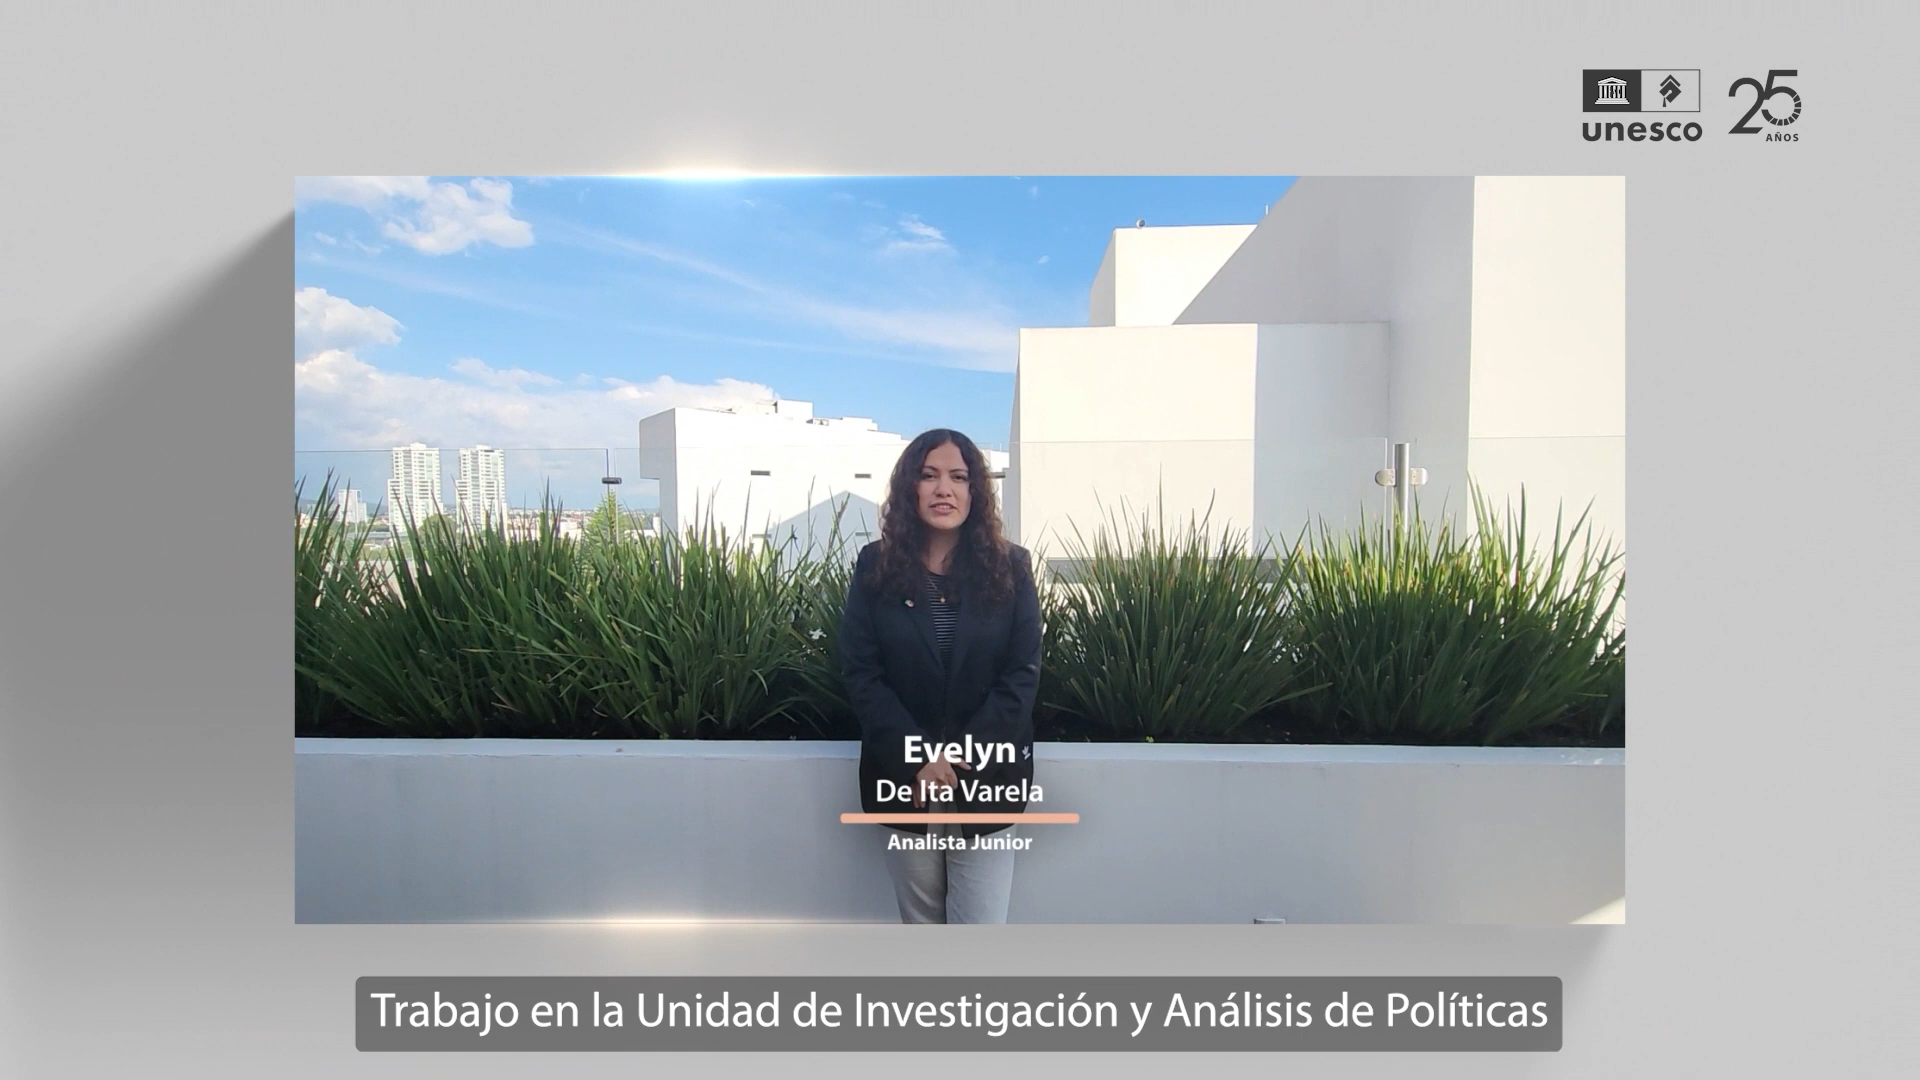 unesco
25
AÑOS
Evelyn
De Ita Varela
Analista Junior
Trabajo en la Unidad de Investigación y Análisis de Políticas